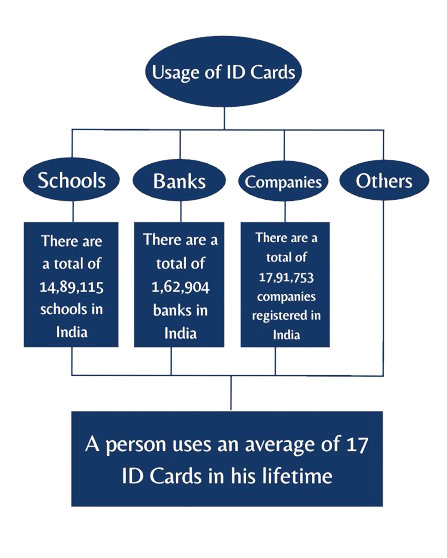 Usage of ID Cards
Schools
Banks
Companies
Others
There are
a total of
14,89,115
schools in
India
There are a
total of
1,62,904
banks in
India
There are a
total of
17,91,753
companies
registered in
India
A person uses an average of 17
ID Cards in his lifetime